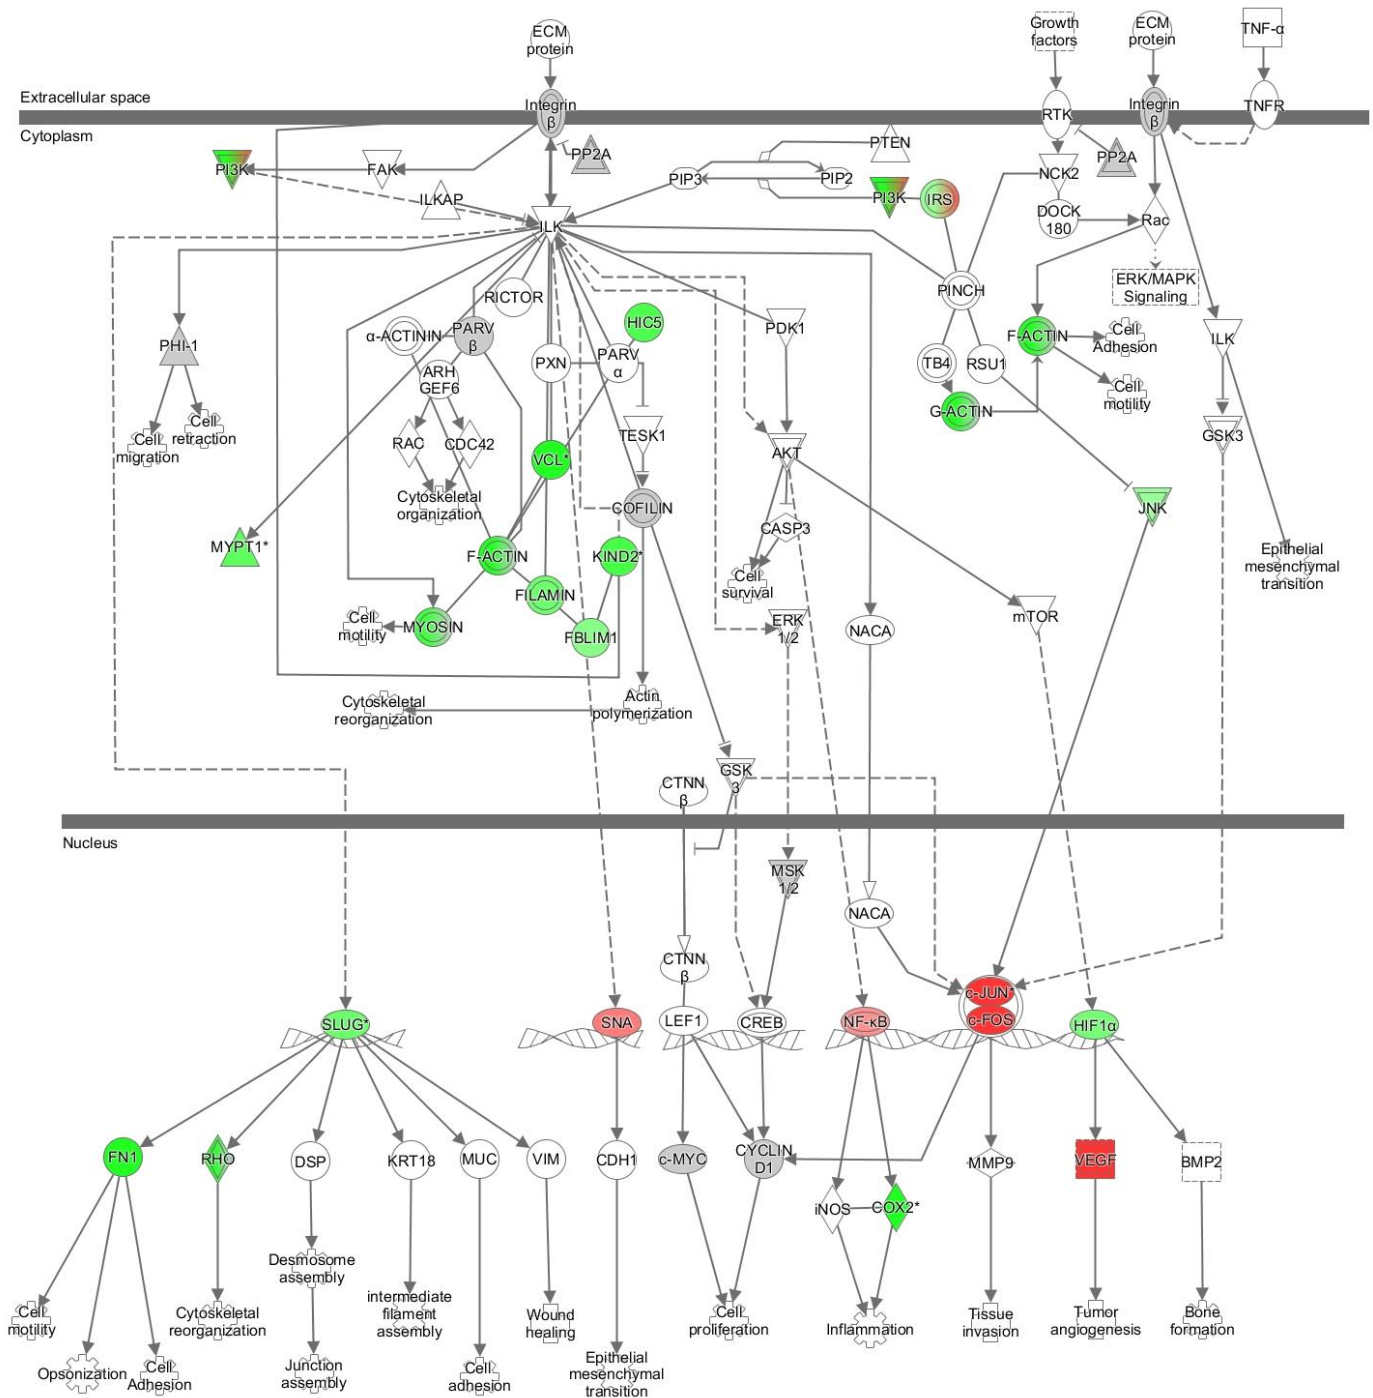 ECM
protein
Growth
factors
ECM
protein
TNF-α
Extracellular space
Integrin
β
RTK
Integrin
β
TNFR
Cytoplasm
PI3K
FAK
PP2A
PTEN
NCK2
PP2A
ILKAP
PIP3
PIP2
PI3K
IRS
ILK
DOCK
180
Rac
RICTOR
PINCH
ERK/MAPK
Signaling
PHI-1
α-ACTININ
PARV
β
HIC5
PDK1
F-ACTIN
Cell
Adhesion
ILK
PXN
PARV
α
TB4
RSU1
ARH
GEF6
Cell
motility
G-ACTIN
Cell
migration
Cell
retraction
RAC
CDC42
TESK1
AKT
GSK3
VCL*
Cytoskeletal
organization
COFILIN
CASP3
JNK
MYPT1*
F-ACTIN
KIND2*
Cell
survival
Epithelial
mesenchymal
transition
FILAMIN
Cell
motility
MYOSIN
FBLIM1
ERK
1/2
NACA
mTOR
Cytoskeletal
reorganization
Actin
polymerization
CTNN
β
GSK
3
Nucleus
MSK
1/2
NACA
CTNN
β
SLUG*
SNA
LEF1
CREB
NF-κB
c-JUN*
c-FOS
HIF1α
FN1
RHO
DSP
KRT18
MUC
VIM
CDH1
c-MYC
CYCLIN
D1
MMP9
VEGF
BMP2
iNOS
COX2*
Desmosome
assembly
Cell
motility
Cytoskeletal
reorganization
intermediate
filament
assembly
Wound
healing
Cell
proliferation
Inflammation
Tissue
invasion
Tumor
angiogenesis
Bone
formation
Opsonization
Cell
Adhesion
Junction
assembly
Cell
adhesion
Epithelial
mesenchymal
transition